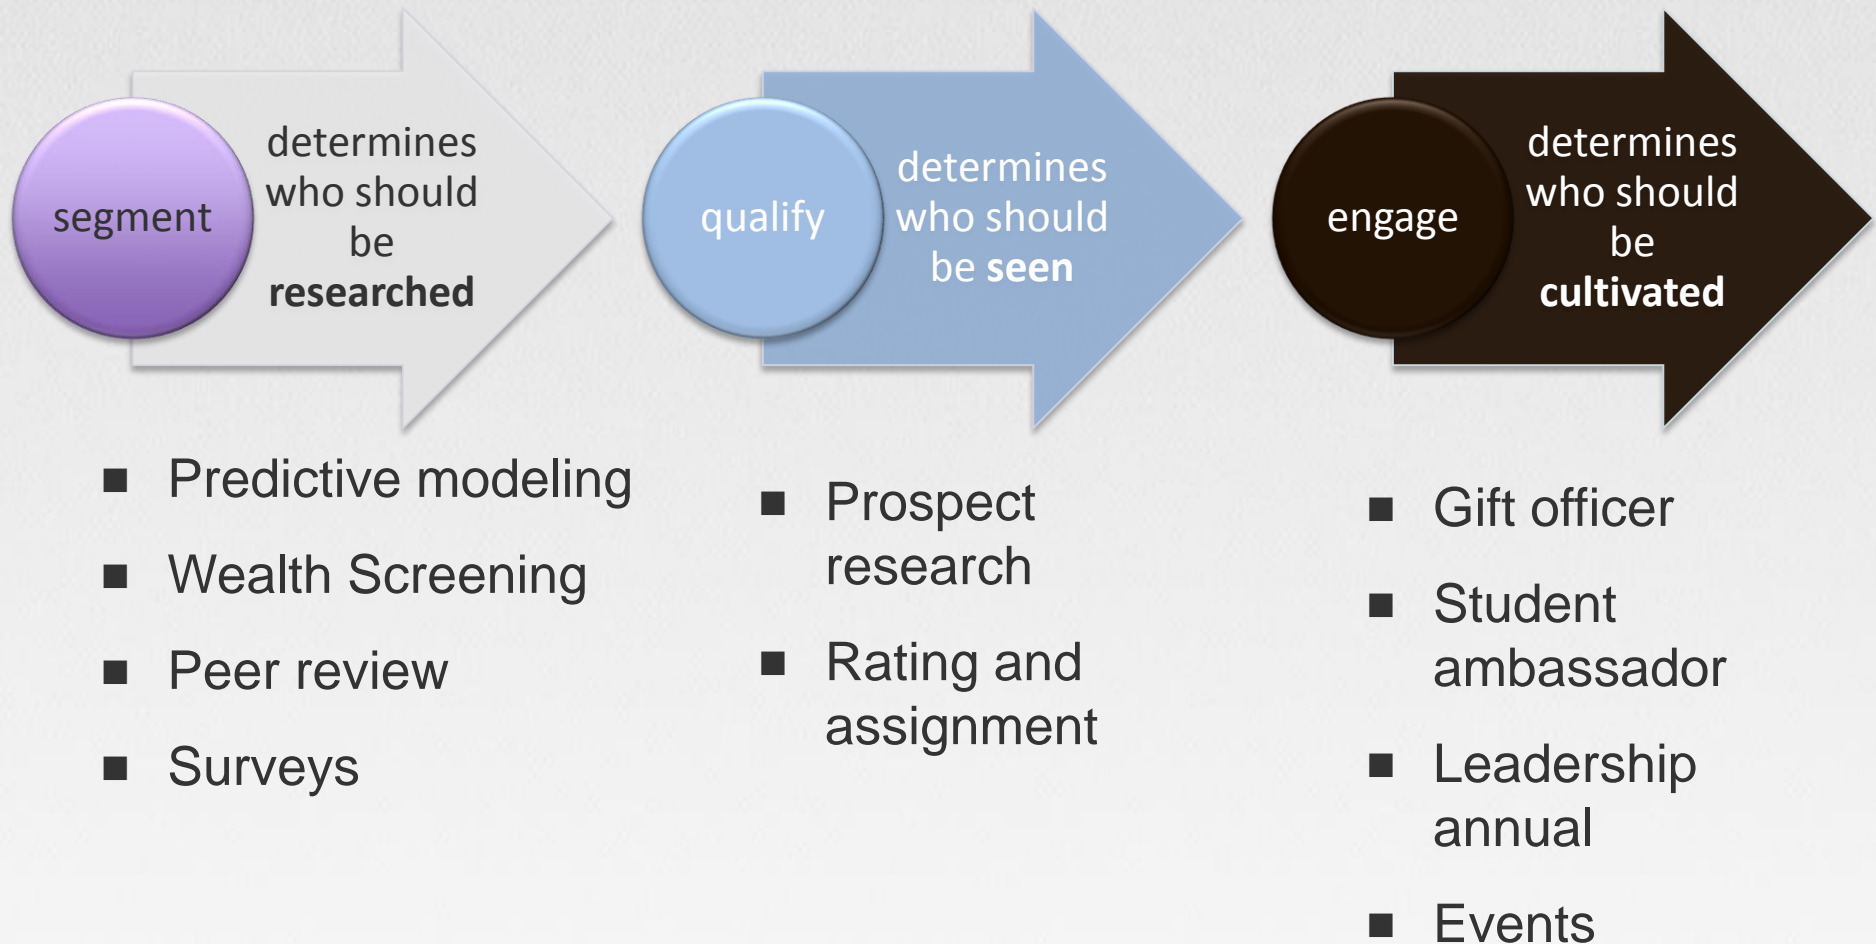 segment
determines
who should
be
researched
qualify
determines
who should
be seen
engage
determines
who should
be
cultivated
■ Predictive modeling
■ Wealth Screening
■ Peer review
■ Surveys
■ Prospect
research
■ Rating and
assignment
■ Gift officer
■ Student
ambassador
■ Leadership
annual
■ Events